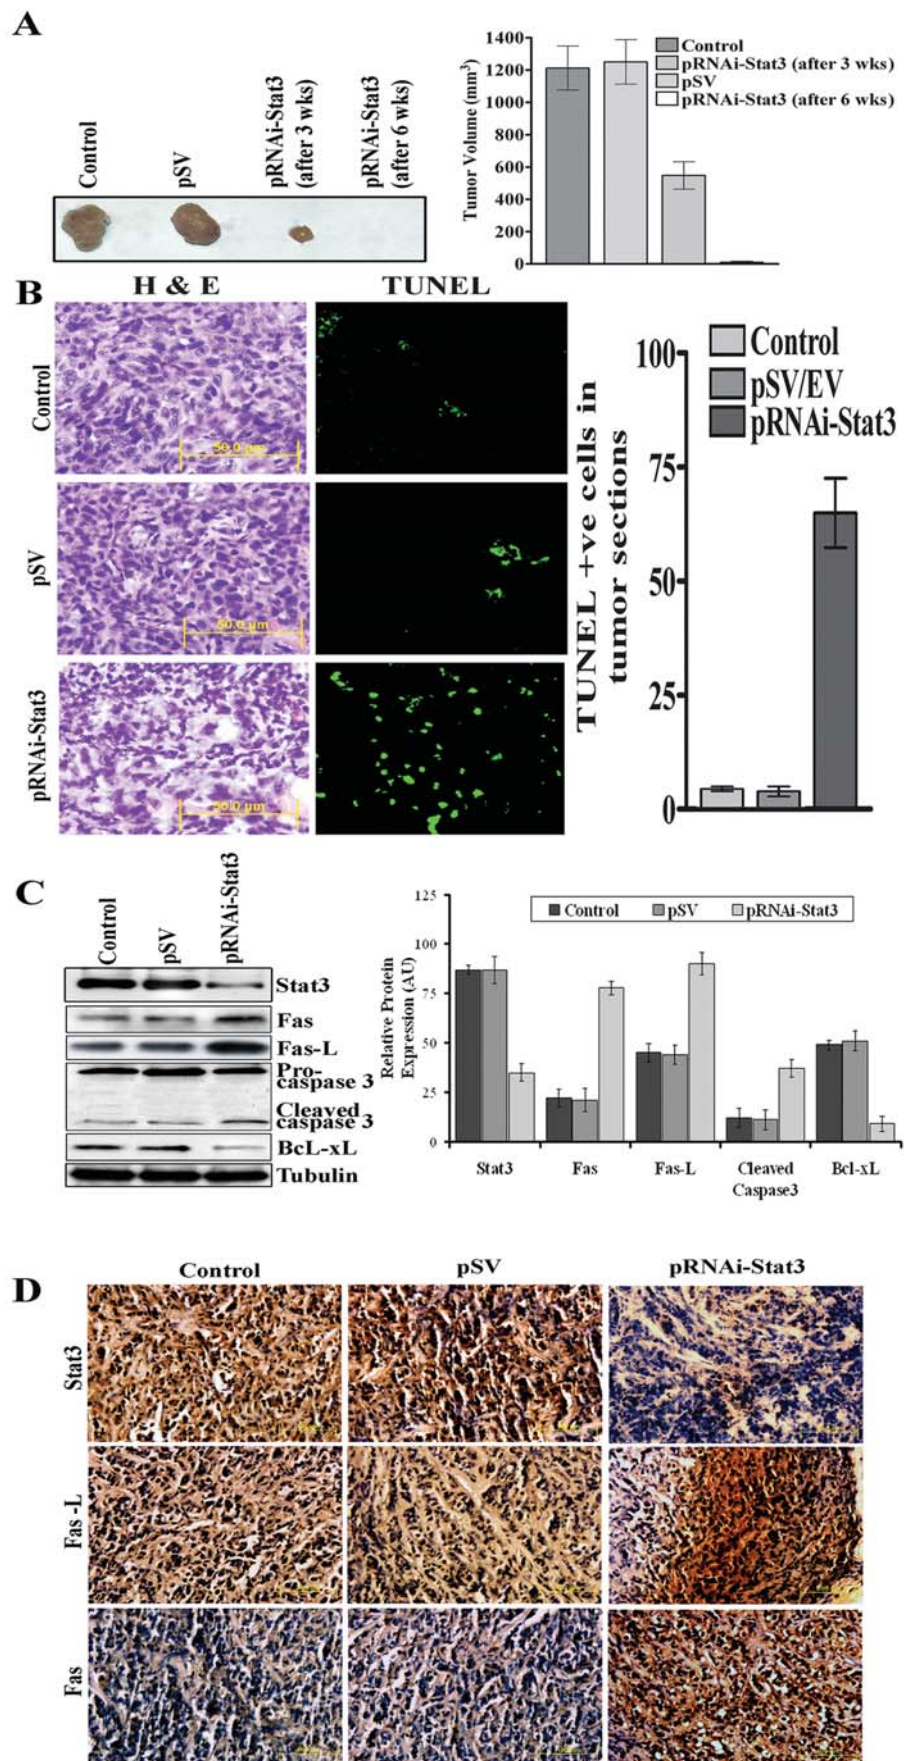 A
Control
pSV
pRNAi-Stat3
(after 3 wks)
pRNAi-Stat3
(after 6 wks)
Tumor Volume (mm³)
1400
1200
1000
800
600
400
200
0
Control
pRNAi-Stat3 (after 3 wks)
pSV
pRNAi-Stat3 (after 6 wks)
B
H & E
TUNEL
Control
50.0 µm
pSV
50.0 µm
pRNAi-Stat3
50.0 µm
TUNEL +ve cells in
tumor sections
100
75
50
25
0
Control
pSV/EV
pRNAi-Stat3
C
Control
pSV
pRNAi-Stat3
Stat3
Fas
Fas-L
Pro-
caspase 3
Cleaved
caspase 3
BcL-xL
Tubulin
Relative Protein
Expression (AU)
125
100
75
50
25
0
Control
pSV
pRNAi-Stat3
Stat3
Fas
Fas-L
Cleaved
Caspase3
Bcl-xL
D
Control
pSV
pRNAi-Stat3
Stat3
Fas -L
Fas